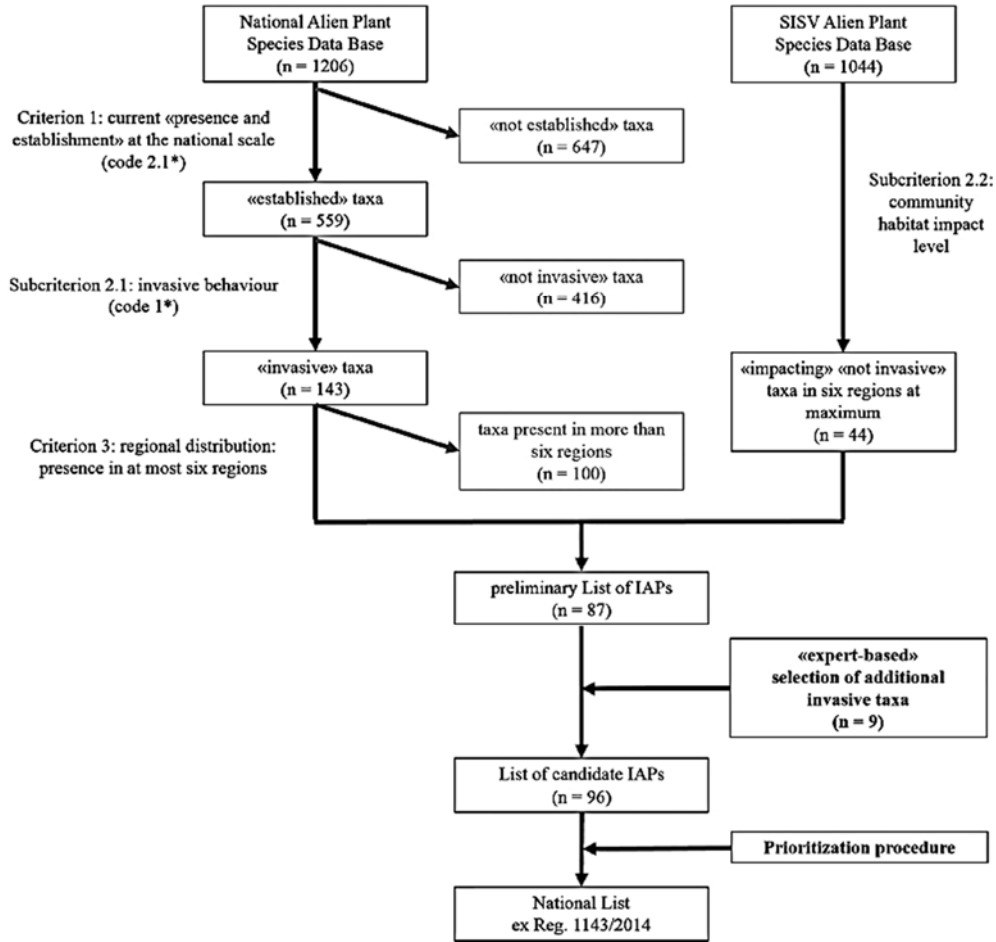 National Alien Plant
Species Data Base
(n = 1206)
SISV Alien Plant
Species Data Base
(n = 1044)
Criterion 1: current «presence and
establishment» at the national scale
(code 2.1*)
«not established» taxa
(n = 647)
«established» taxa
(n = 559)
Subcriterion 2.2:
community
habitat impact
level
Subcriterion 2.1: invasive behaviour
(code 1*)
«not invasive» taxa
(n = 416)
«invasive» taxa
(n = 143)
«impacting» «not invasive»
taxa in six regions at
maximum
(n = 44)
Criterion 3: regional distribution:
presence in at most six regions
taxa present in more than
six regions
(n = 100)
preliminary List of IAPs
(n = 87)
«expert-based»
selection of additional
invasive taxa
(n = 9)
List of candidate IAPs
(n = 96)
Prioritization procedure
National List
ex Reg. 1143/2014